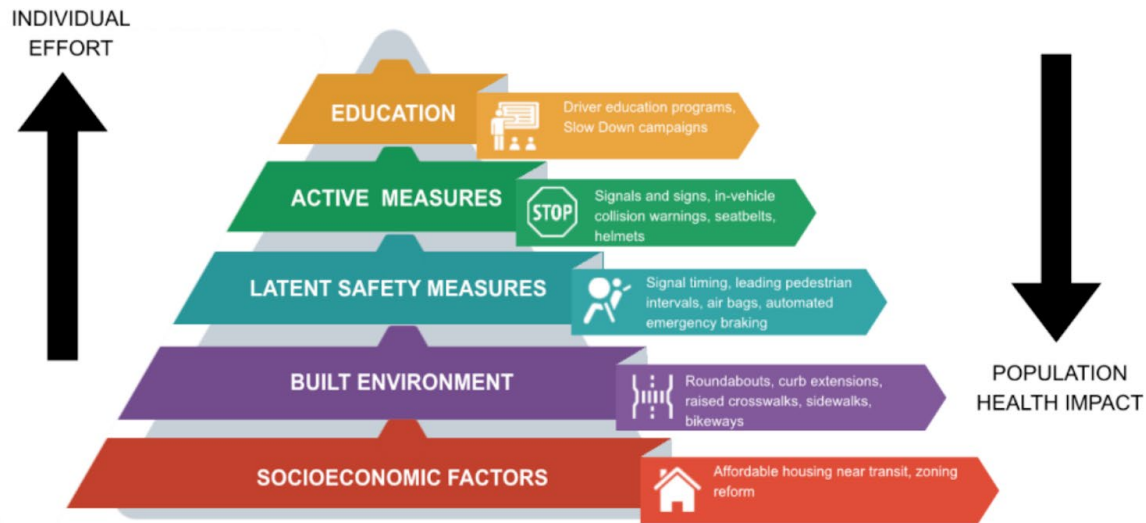 INDIVIDUAL
EFFORT
EDUCATION
Driver education programs,
Slow Down campaigns
ACTIVE MEASURES
STOP
Signals and signs, in-vehicle
collision warnings, seatbelts,
helmets
LATENT SAFETY MEASURES
Signal timing, leading pedestrian
intervals, air bags, automated
emergency braking
BUILT ENVIRONMENT
Roundabouts, curb extensions,
raised crosswalks, sidewalks,
bikeways
SOCIOECONOMIC FACTORS
Affordable housing near transit, zoning
reform
POPULATION
HEALTH IMPACT